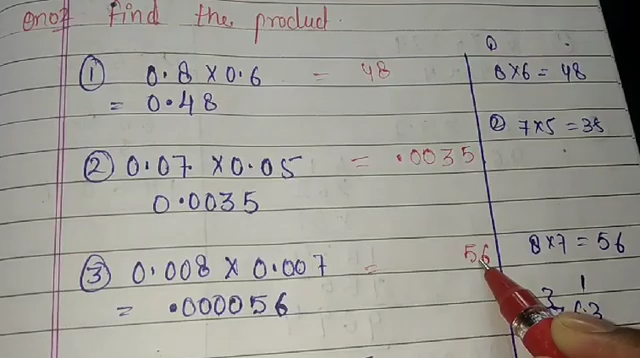 Find the product.
①
① 0.8 × 0.6 = 48
8 × 6 = 48
= 0.48
② 7 × 5 = 35
② 0.07 × 0.05 = .0035
0.0035
8 × 7 = 56
③ 0.008 × 0.007 = 56
= .000056